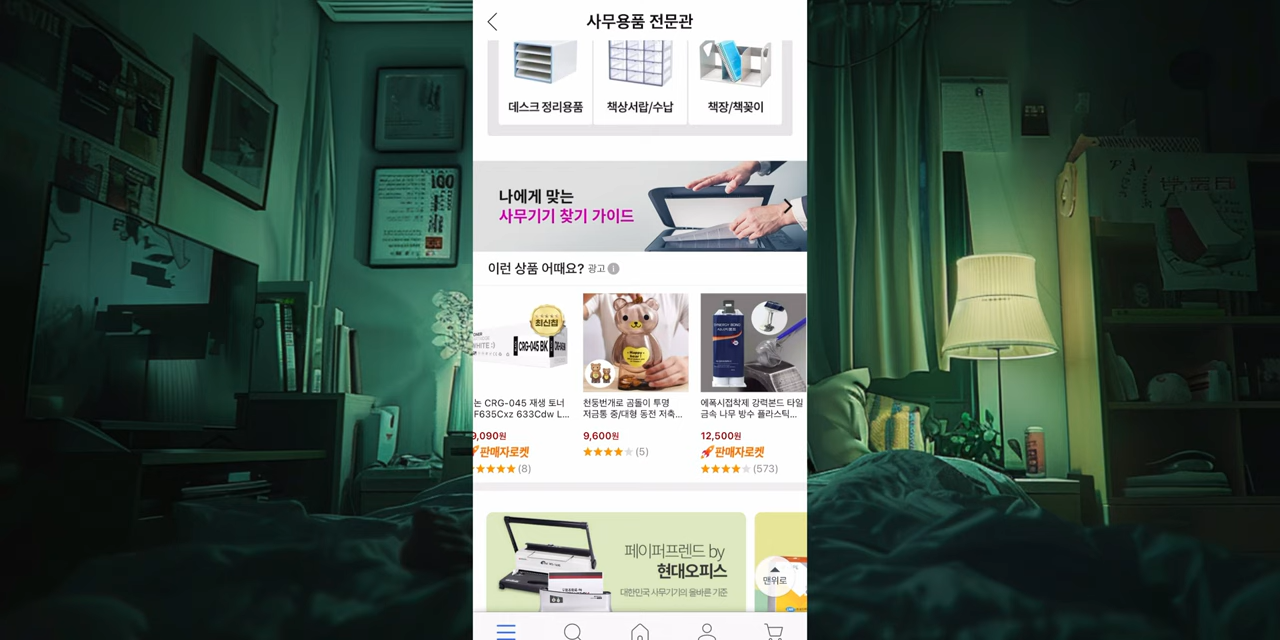 사무용품 전문관
데스크 정리용품
책상서랍/수납
책장/책꽂이
나에게 맞는
사무기기 찾기 가이드
이런 상품 어때요? 광고
최신칩
WHITE :)
CRG-045 BK
논 CRG-045 재생 토너
F635Cxz 633Cdw L...
9,090원
판매자로켓
(8)
천둥번개로 곰돌이 투명
저금통 중/대형 동전 저축...
9,600원
(5)
에폭시접착제 강력본드 타일
금속 나무 방수 플라스틱...
12,500원
판매자로켓
(573)
페이퍼프렌드 by
현대오피스
대한민국 사무기기의 올바른 기준
맨위로
100